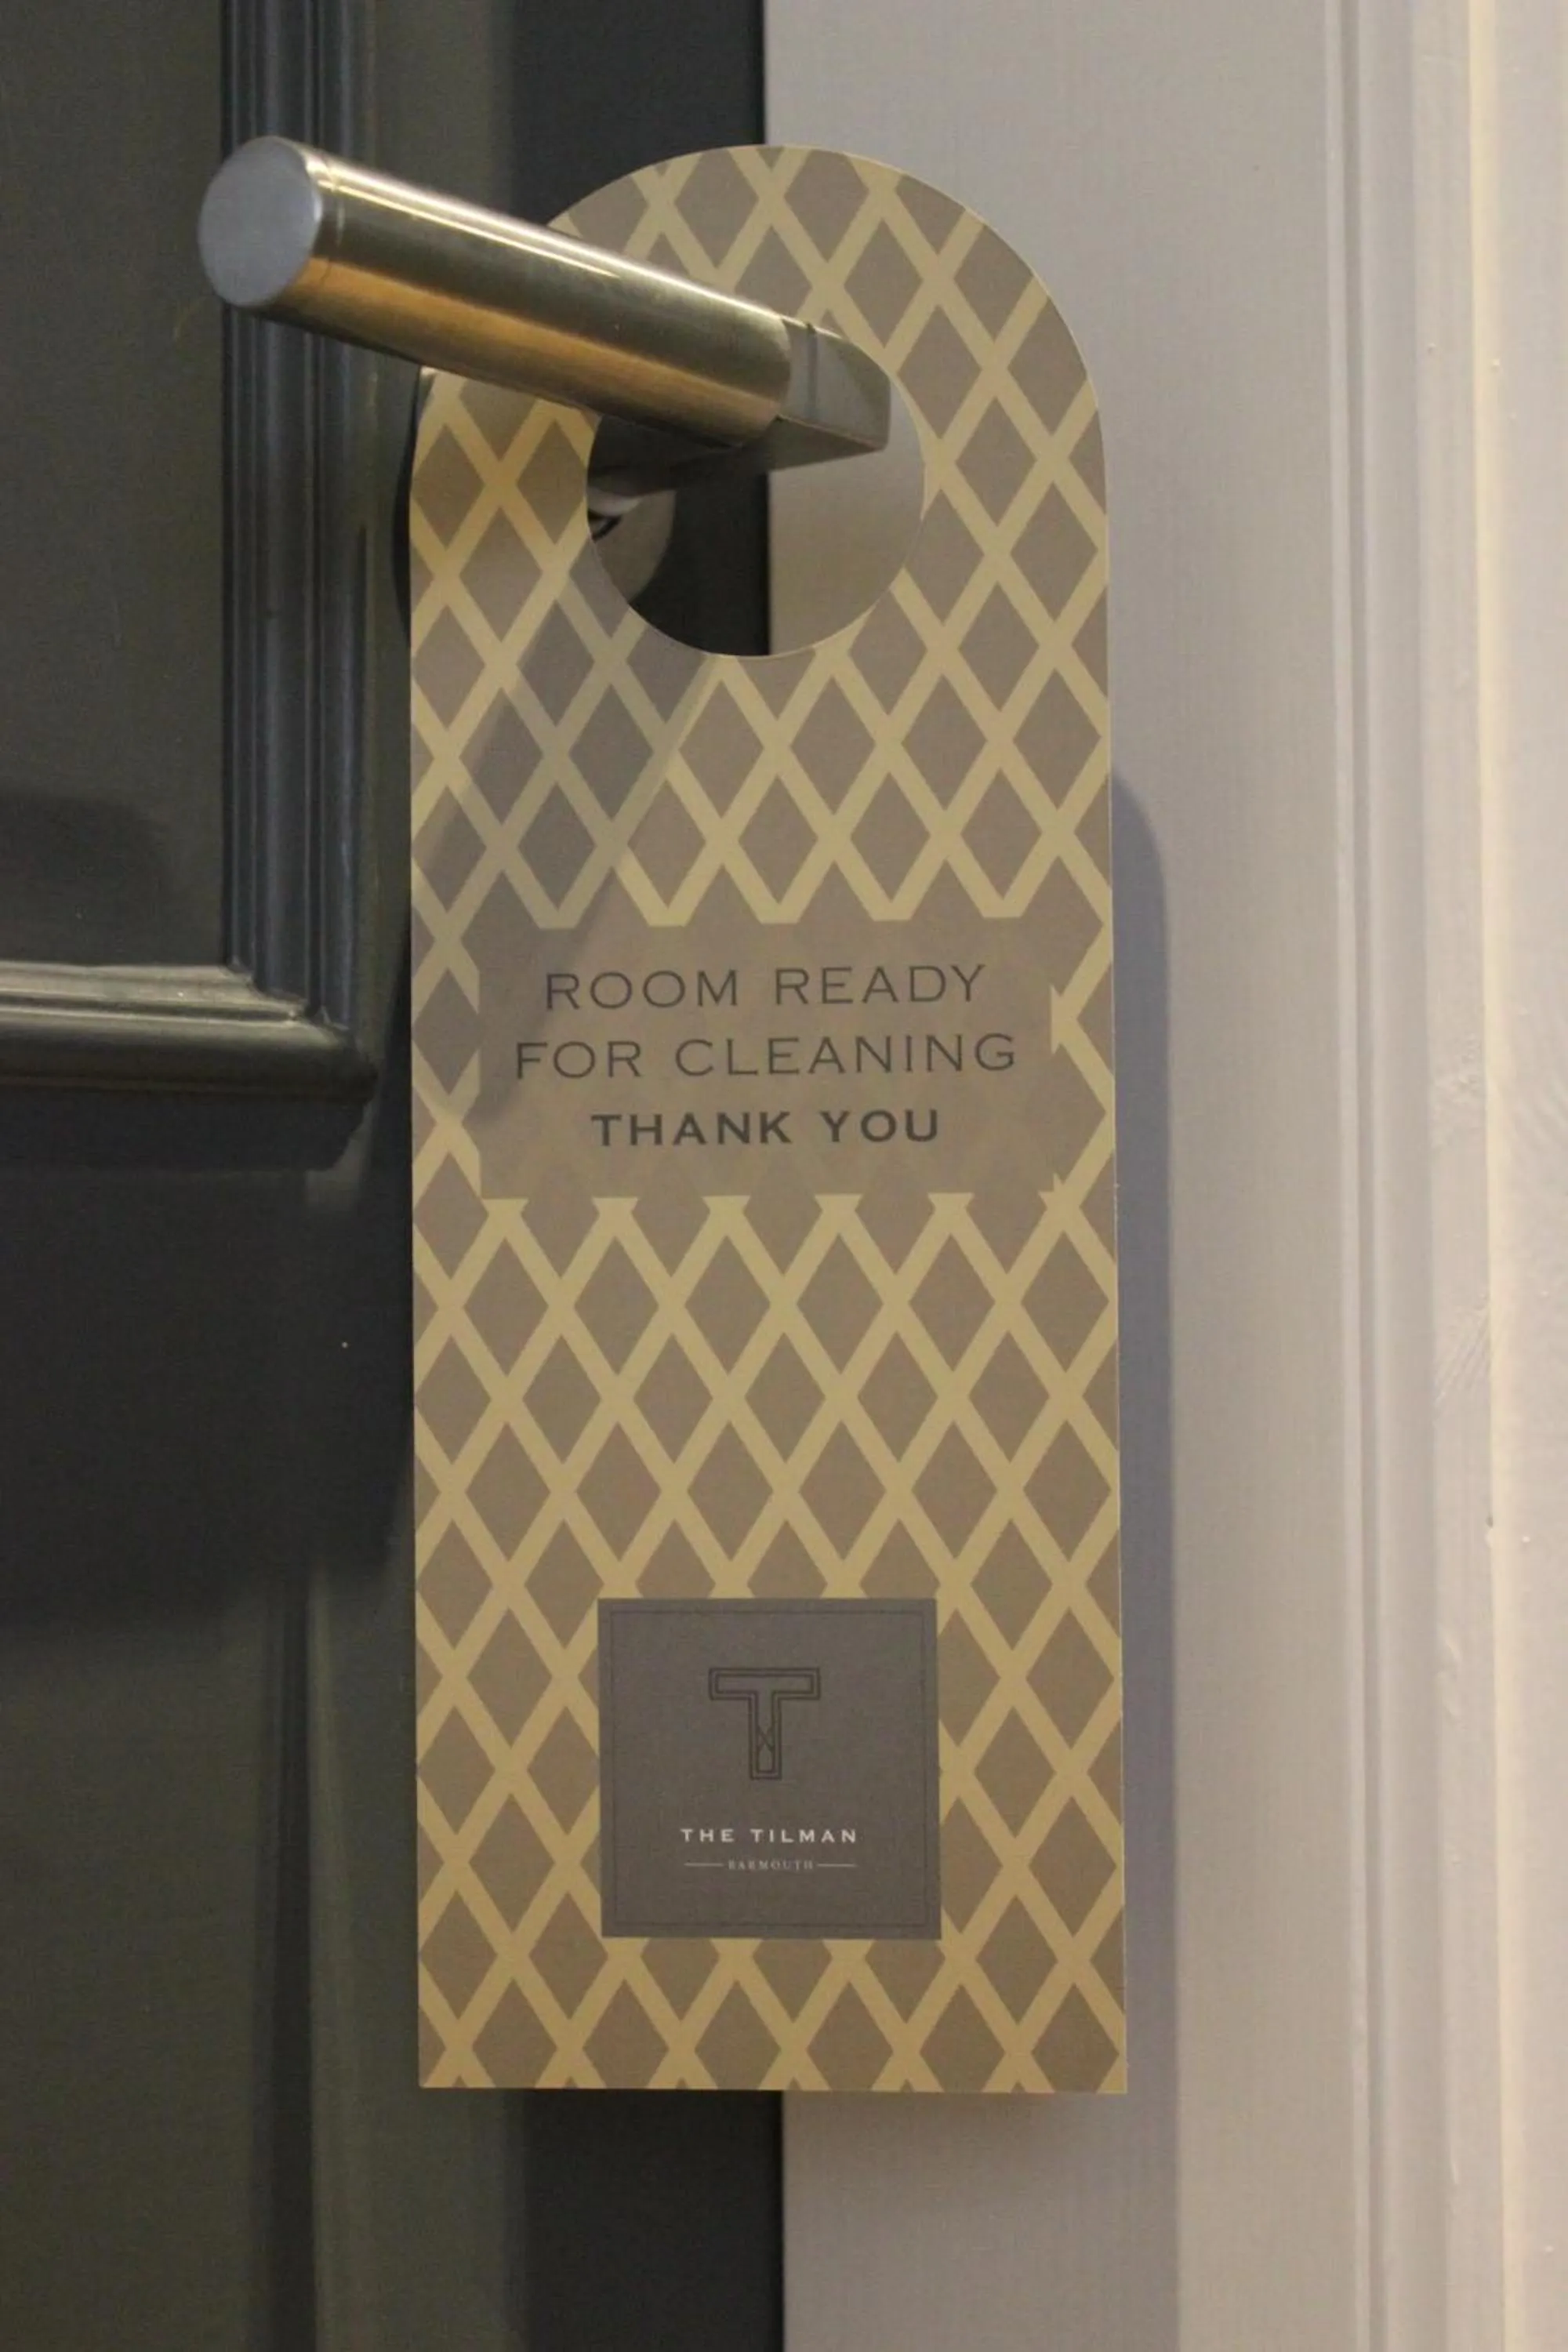 ROOM READY
FOR CLEANING
THANK YOU
T
THE TILMAN
BARMOUTH